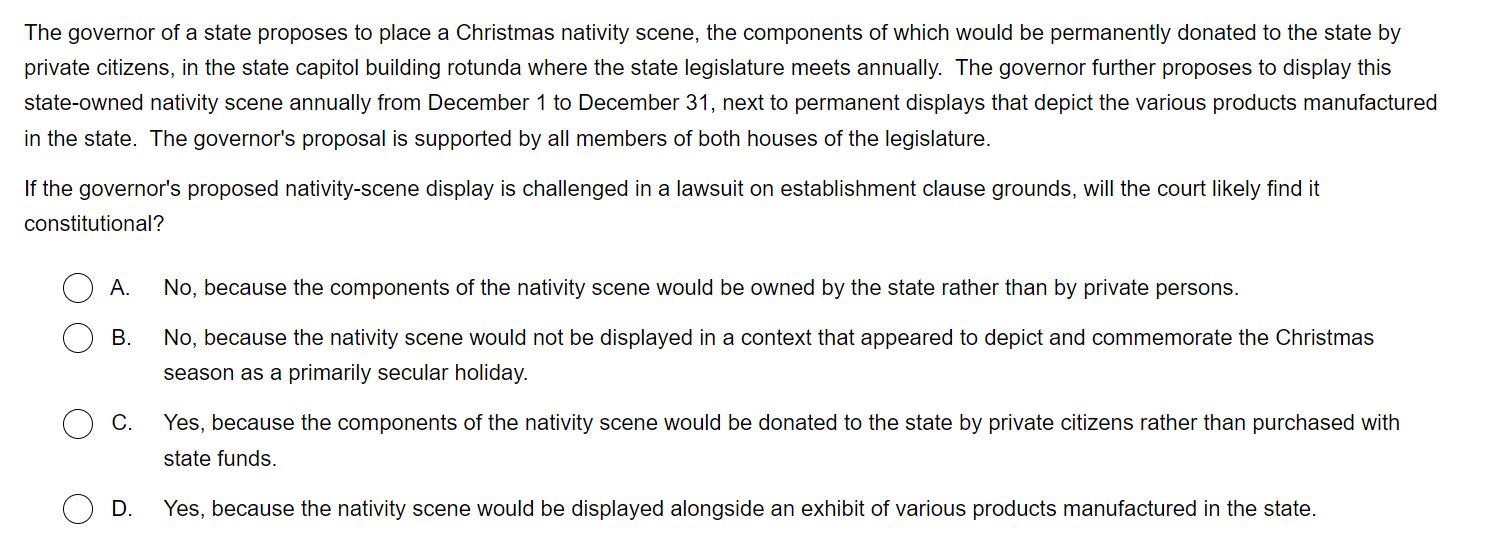 The governor of a state proposes to place a Christmas nativity scene, the components of which would be permanently donated to the state by
private citizens, in the state capitol building rotunda where the state legislature meets annually.  The governor further proposes to display this
state-owned nativity scene annually from December 1 to December 31, next to permanent displays that depict the various products manufactured
in the state.  The governor's proposal is supported by all members of both houses of the legislature.
If the governor's proposed nativity-scene display is challenged in a lawsuit on establishment clause grounds, will the court likely find it
constitutional?
A. No, because the components of the nativity scene would be owned by the state rather than by private persons.
B. No, because the nativity scene would not be displayed in a context that appeared to depict and commemorate the Christmas
season as a primarily secular holiday.
C. Yes, because the components of the nativity scene would be donated to the state by private citizens rather than purchased with
state funds.
D. Yes, because the nativity scene would be displayed alongside an exhibit of various products manufactured in the state.